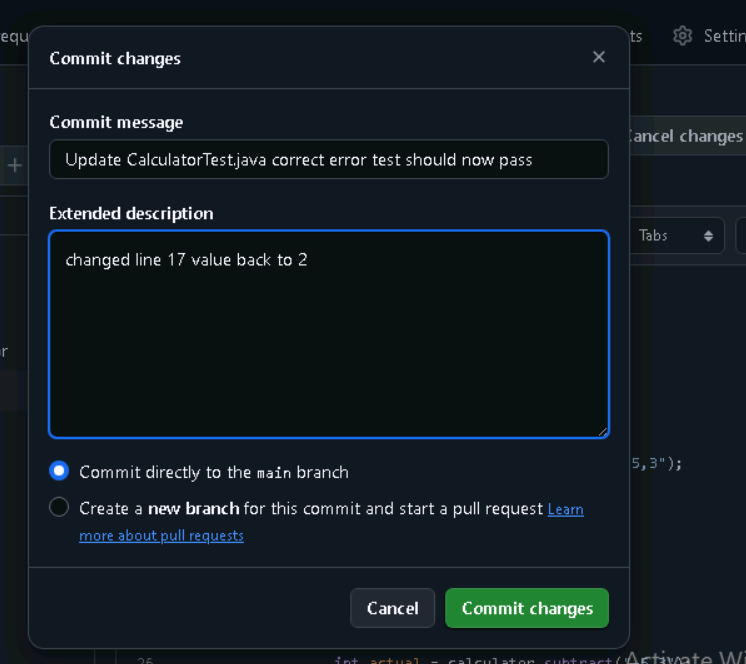 equ
ts
Settin
Commit changes
Commit message
ancel changes
Update CalculatorTest.java correct error test should now pass
Extended description
Tabs
changed line 17 value back to 2
r
5,3");
Commit directly to the main branch
Create a new branch for this commit and start a pull request Learn
more about pull requests
Cancel
Commit changes
26
int actual = calculator.subtract("
Activate Wi